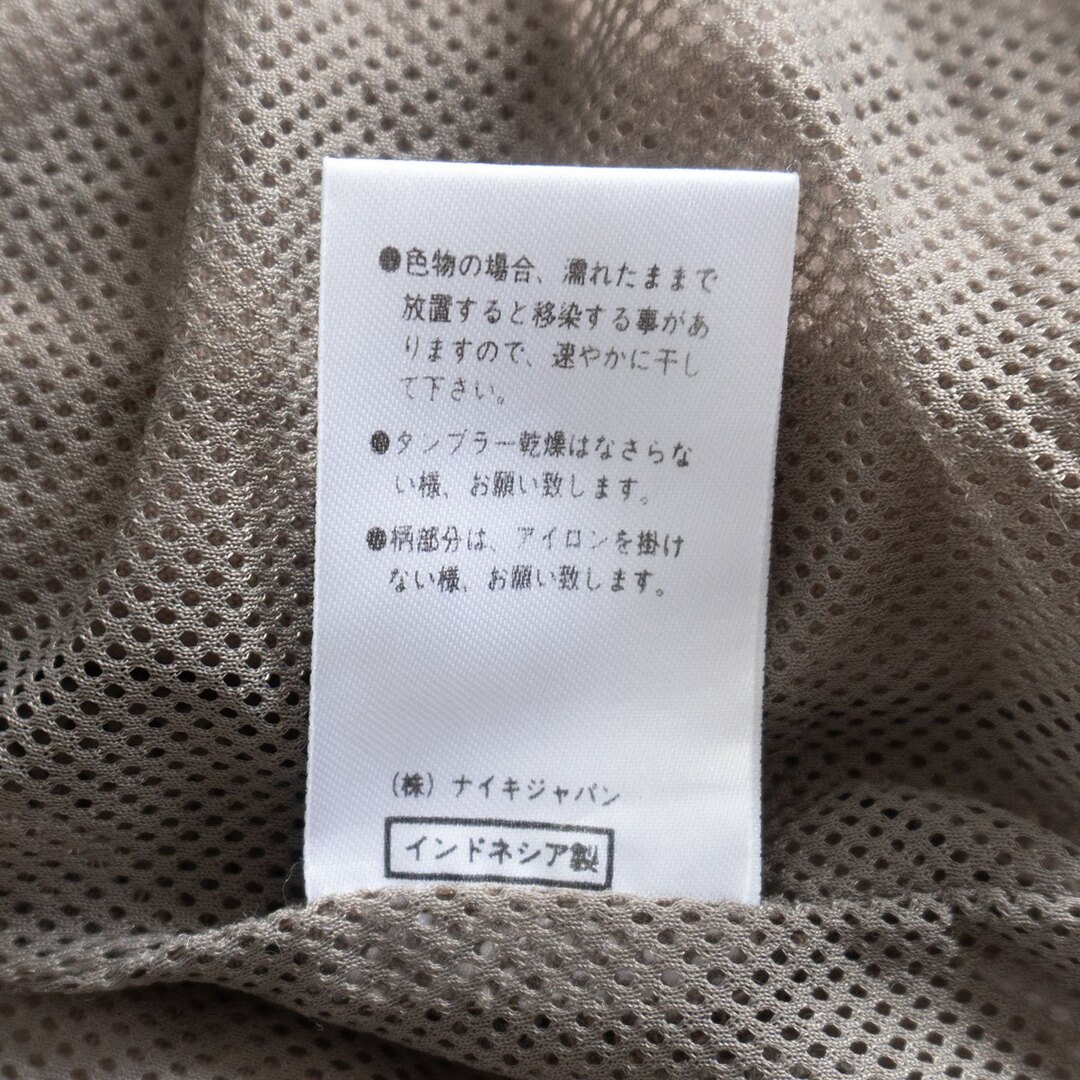 ●色物の場合、濡れたままで
放置すると移染する事があ
りますので、速やかに干し
て下さい。
●タンブラー乾燥はなさらな
い様、お願い致します。
●柄部分は、アイロンを掛け
ない様、お願い致します。
(株)ナイキジャパン
インドネシア製